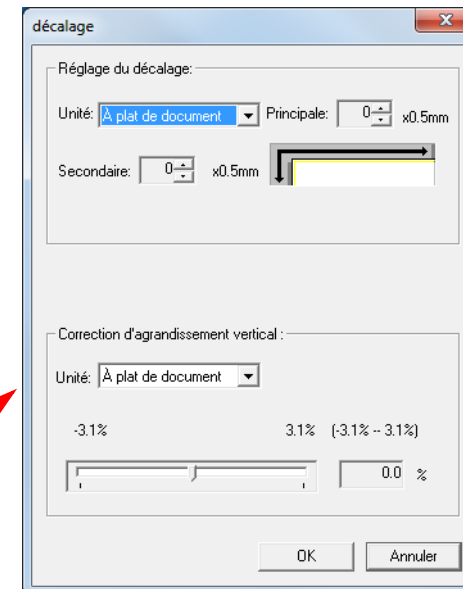 décalage
Réglage du décalage:
Unité: À plat de document Principale: 0 x0.5mm
Secondaire: 0 x0.5mm
Correction d'agrandissement vertical :
Unité: À plat de document
-3.1% 3.1% (-3.1% -- 3.1%)
0.0 %
OK Annuler